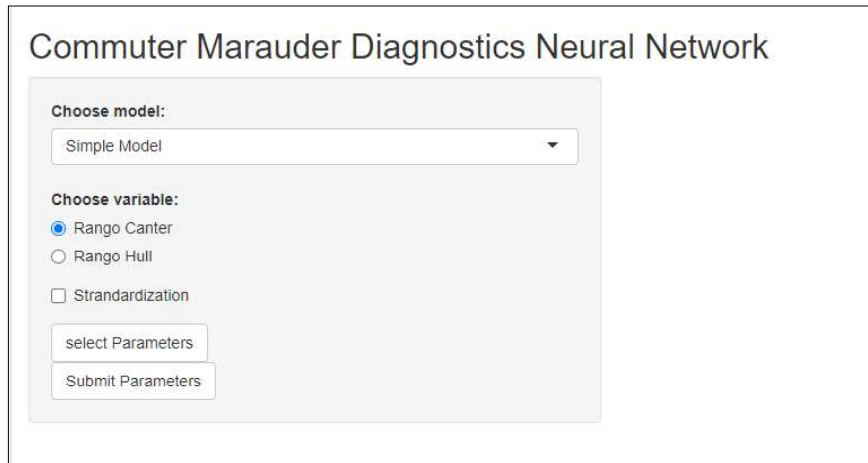 Commuter Marauder Diagnostics Neural Network
Choose model:
Simple Model
Choose variable:
Rango Canter
Rango Hull
Strandardization
select Parameters
Submit Parameters